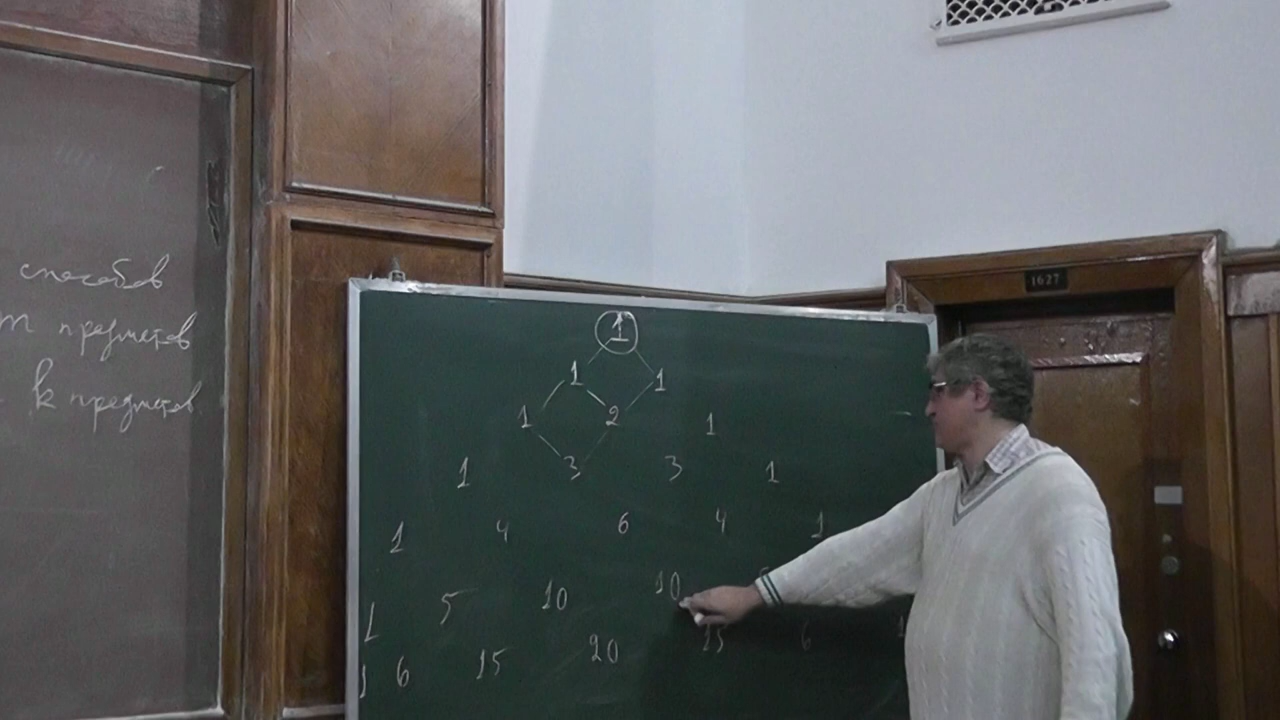 способов
m предметов
k предметов
1627
1
1 1
1 2 1
1 3 3 1
1 4 6 4 1
1 5 10 10
1 6 15 20 15 6 1